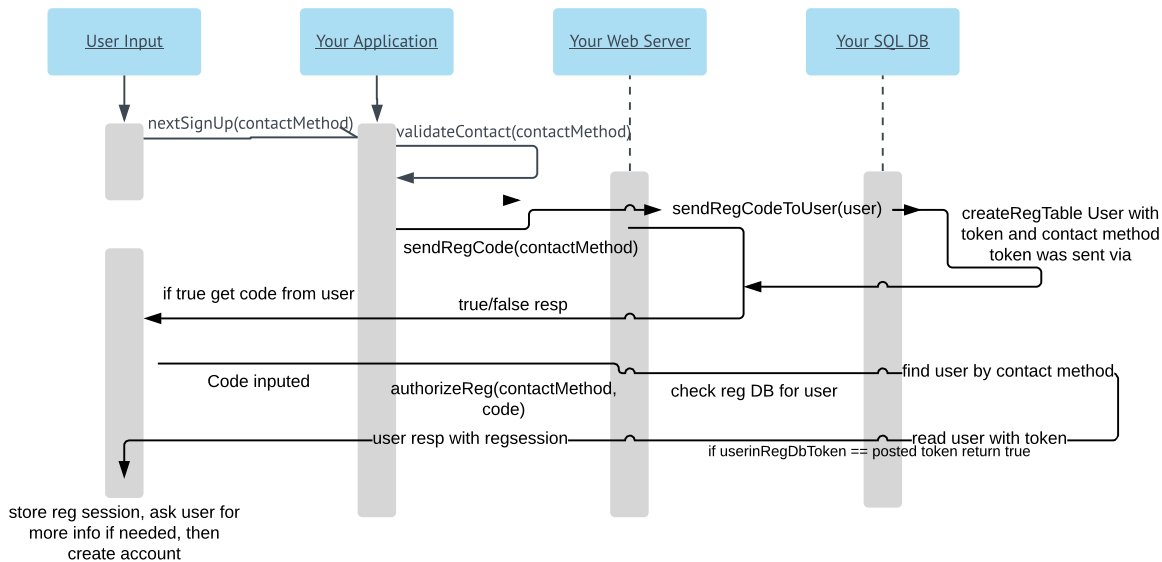 User Input
Your Application
Your Web Server
Your SQL DB
nextSignUp(contactMethod)
validateContact(contactMethod)
sendRegCodeToUser(user)
createRegTable User with
token and contact method
token was sent via
sendRegCode(contactMethod)
if true get code from user
true/false resp
find user by contact method
Code inputed
authorizeReg(contactMethod,
code)
check reg DB for user
user resp with regsession
read user with token
if userinRegDbToken == posted token return true
store reg session, ask user for
more info if needed, then
create account